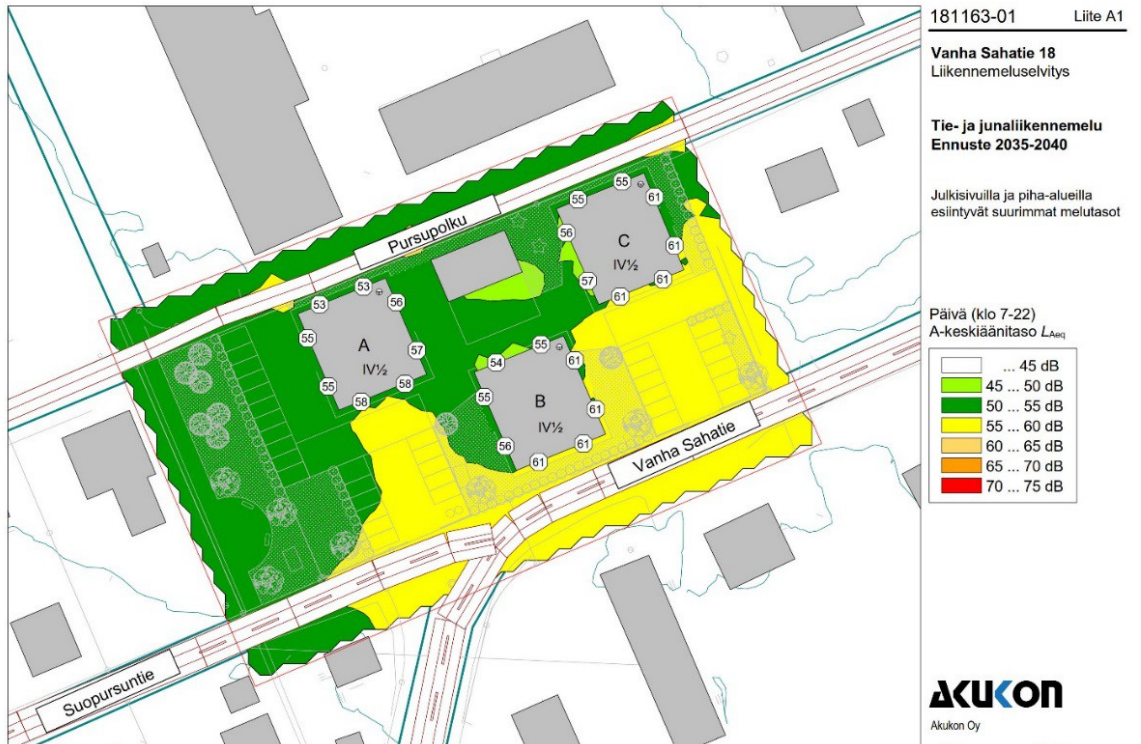 181163-01 Liite A1
Vanha Sahatie 18
Liikennemeluselvitys
Tie- ja junaliikennemelu
Ennuste 2035-2040
Julkisivuilla ja piha-alueilla
esiintyvät suurimmat melutasot
Päivä (klo 7-22)
A-keskiäänitaso LAeq
... 45 dB
45 ... 50 dB
50 ... 55 dB
55 ... 60 dB
60 ... 65 dB
65 ... 70 dB
70 ... 75 dB
AKUKON
Akukon Oy
Pursupolku
55
55
61
56
C
IV½
61
57
61
61
53
53
56
55
A
IV½
57
55
58
58
54
55
61
55
B
IV½
61
56
61
61
Vanha Sahatie
Suopursuntie